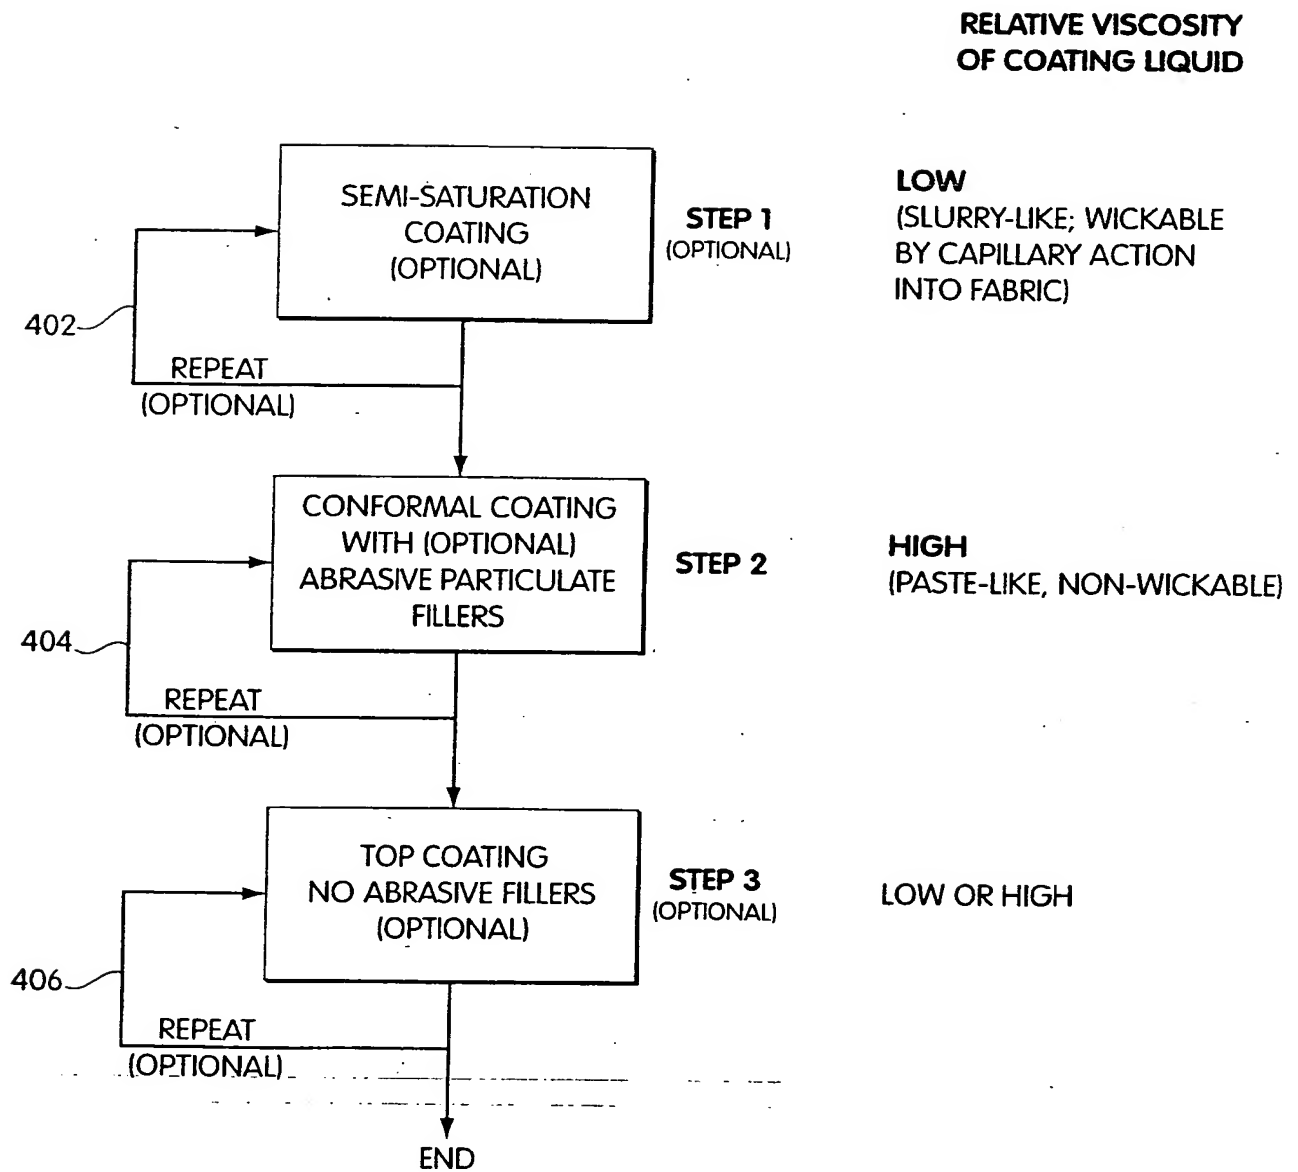 RELATIVE VISCOSITY
OF COATING LIQUID
SEMI-SATURATION
COATING
(OPTIONAL)
STEP 1
(OPTIONAL)
LOW
(SLURRY-LIKE; WICKABLE
BY CAPILLARY ACTION
INTO FABRIC)
402
REPEAT
(OPTIONAL)
CONFORMAL COATING
WITH (OPTIONAL)
ABRASIVE PARTICULATE
FILLERS
STEP 2
HIGH
(PASTE-LIKE, NON-WICKABLE)
404
REPEAT
(OPTIONAL)
TOP COATING
NO ABRASIVE FILLERS
(OPTIONAL)
STEP 3
(OPTIONAL)
LOW OR HIGH
406
REPEAT
(OPTIONAL)
END